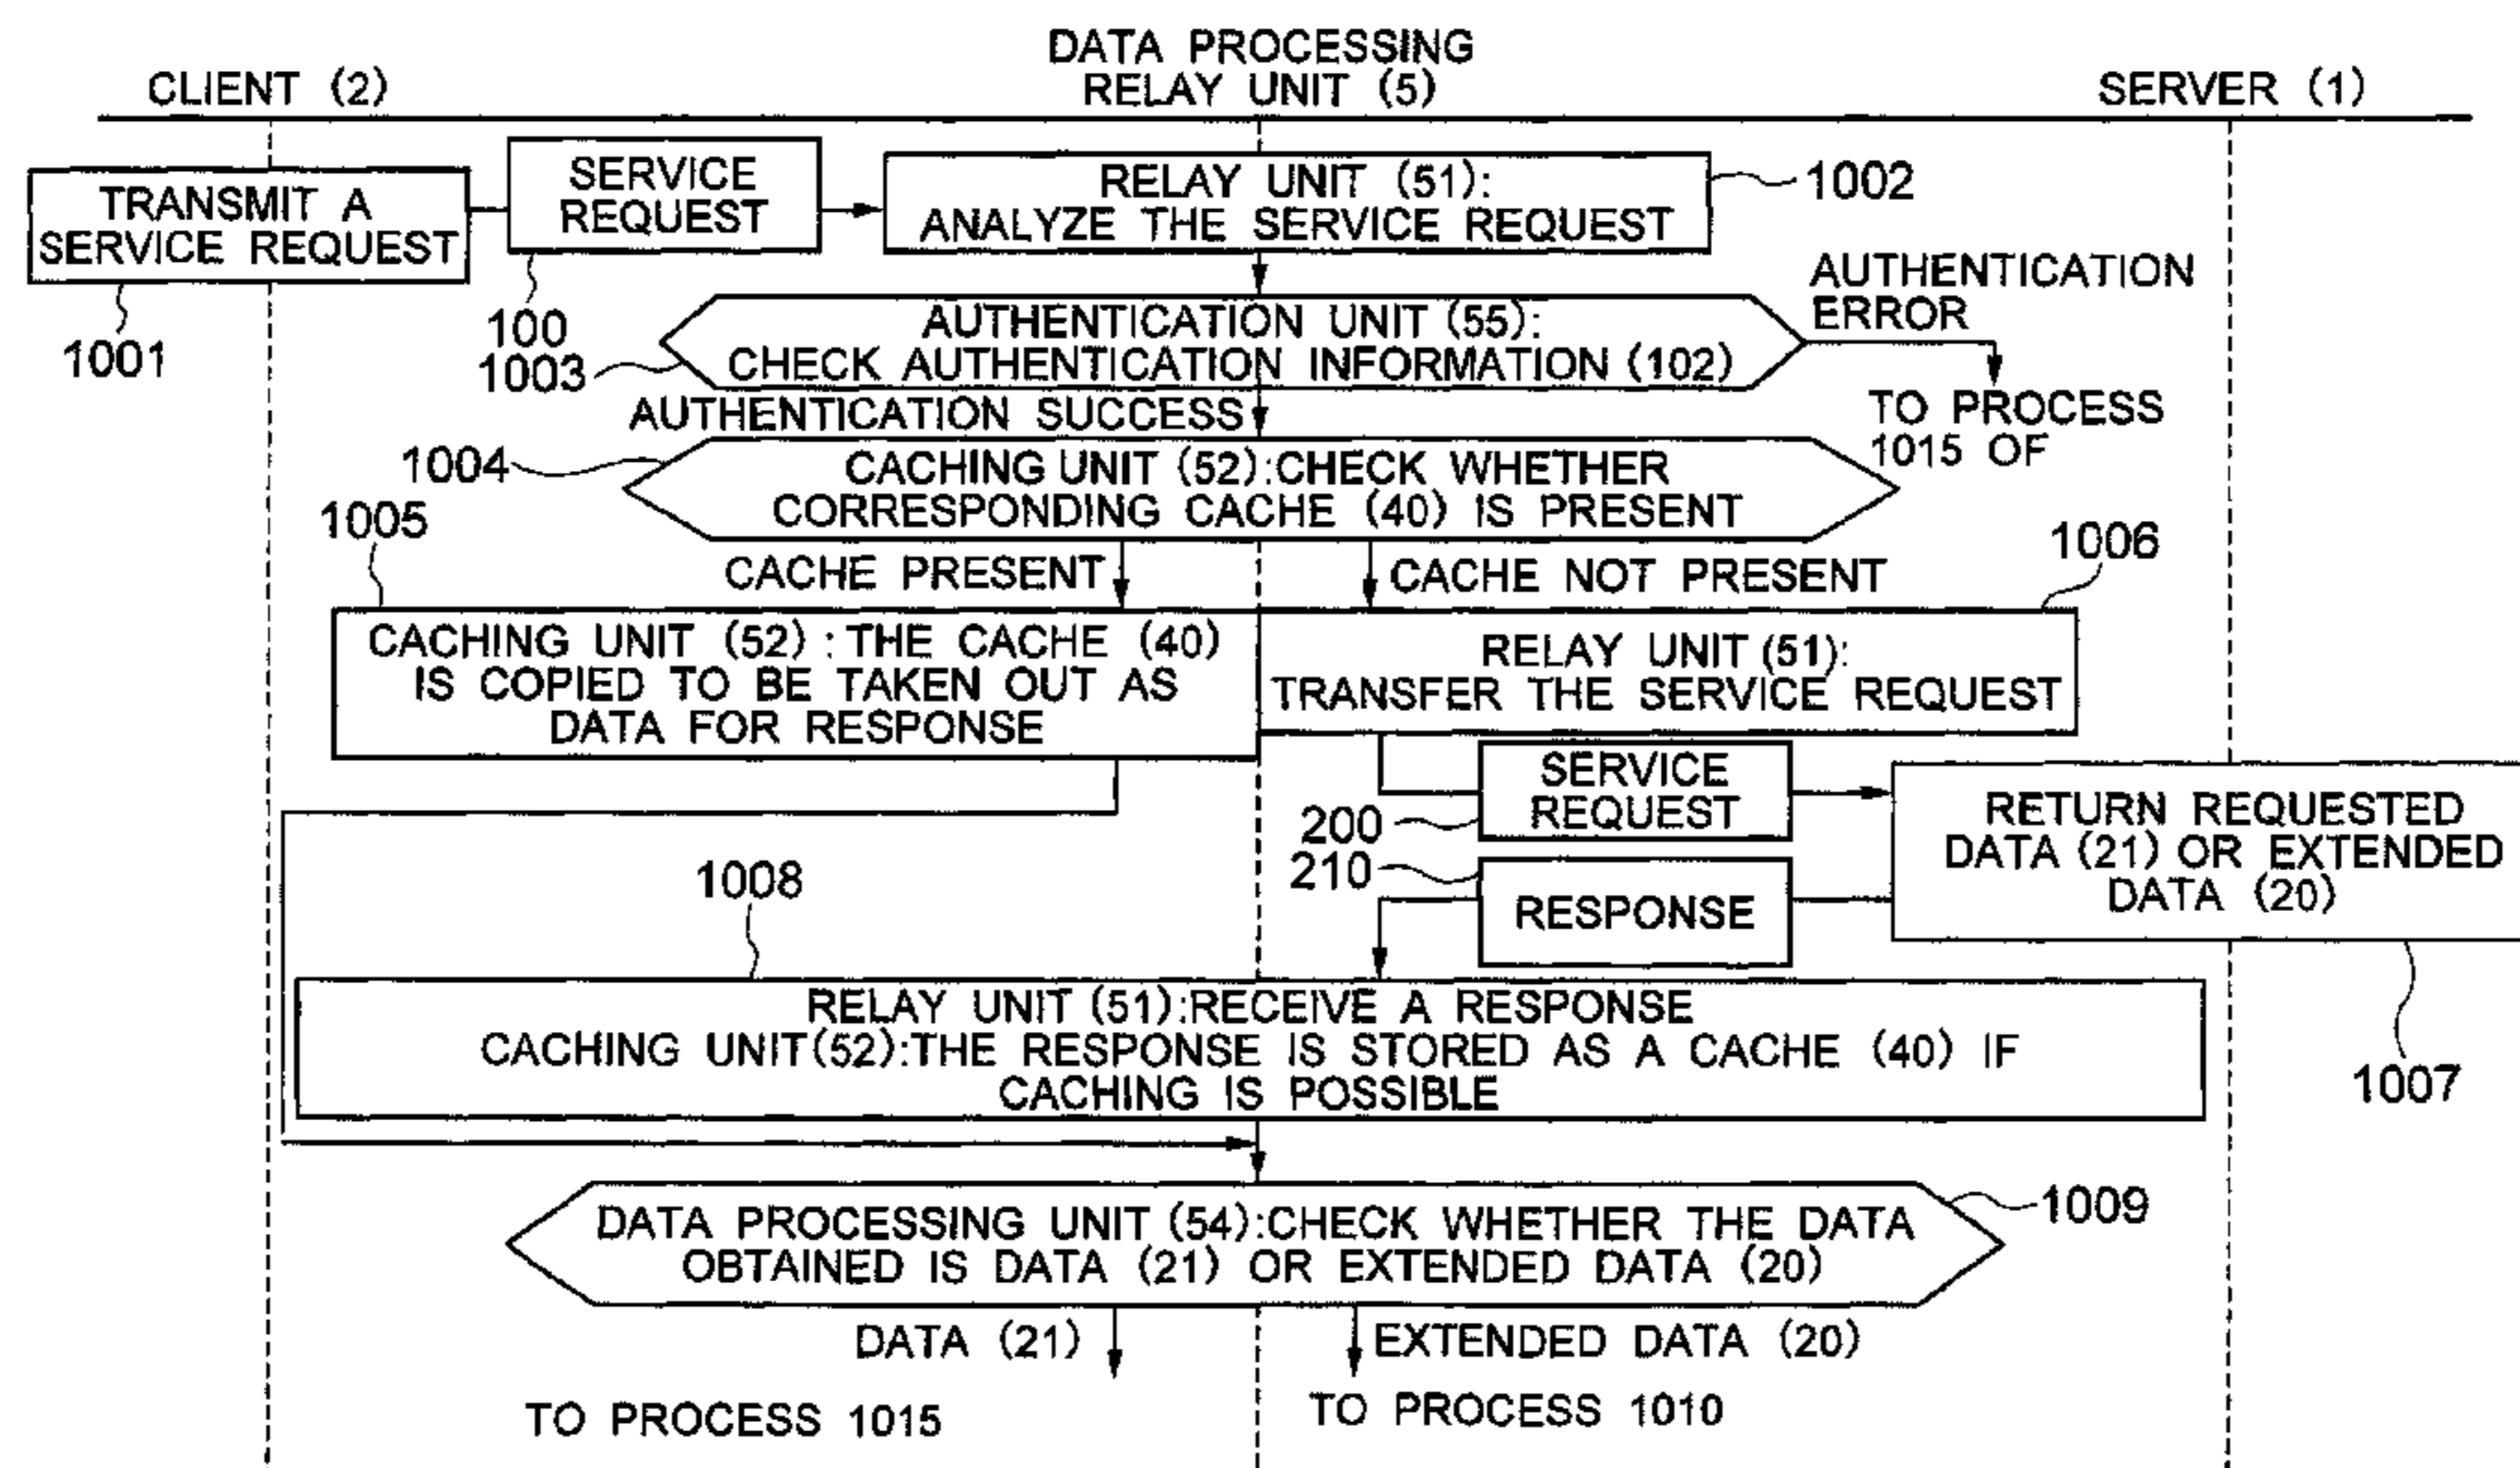 DATA PROCESSING
RELAY UNIT (5)
CLIENT (2)
SERVER (1)
TRANSMIT A
SERVICE REQUEST
1001
SERVICE
REQUEST
100
RELAY UNIT (51):
ANALYZE THE SERVICE REQUEST
1002
AUTHENTICATION UNIT (55):
CHECK AUTHENTICATION INFORMATION (102)
1003
AUTHENTICATION
ERROR
TO PROCESS
1015 OF
AUTHENTICATION SUCCESS
1004
CACHING UNIT (52):CHECK WHETHER
CORRESPONDING CACHE (40) IS PRESENT
1005
CACHE PRESENT
CACHE NOT PRESENT
1006
CACHING UNIT (52) : THE CACHE (40)
IS COPIED TO BE TAKEN OUT AS
DATA FOR RESPONSE
RELAY UNIT (51):
TRANSFER THE SERVICE REQUEST
SERVICE
REQUEST
200
210
RESPONSE
RETURN REQUESTED
DATA (21) OR EXTENDED
DATA (20)
1007
1008
RELAY UNIT (51):RECEIVE A RESPONSE
CACHING UNIT(52):THE RESPONSE IS STORED AS A CACHE (40) IF
CACHING IS POSSIBLE
DATA PROCESSING UNIT (54):CHECK WHETHER THE DATA
OBTAINED IS DATA (21) OR EXTENDED DATA (20)
1009
DATA (21)
EXTENDED DATA (20)
TO PROCESS 1015
TO PROCESS 1010